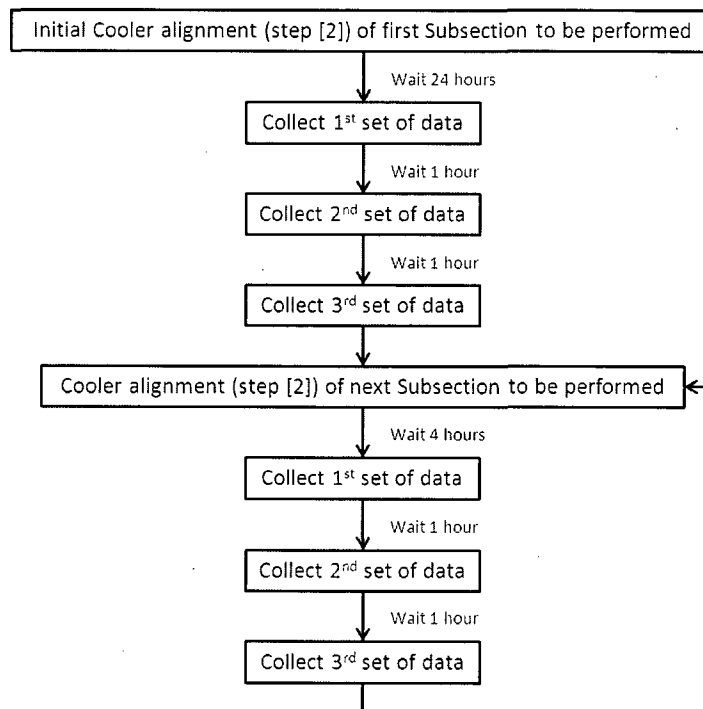 Initial Cooler alignment (step [2]) of first Subsection to be performed
Wait 24 hours
Collect 1st set of data
Wait 1 hour
Collect 2nd set of data
Wait 1 hour
Collect 3rd set of data
Cooler alignment (step [2]) of next Subsection to be performed
Wait 4 hours
Collect 1st set of data
Wait 1 hour
Collect 2nd set of data
Wait 1 hour
Collect 3rd set of data